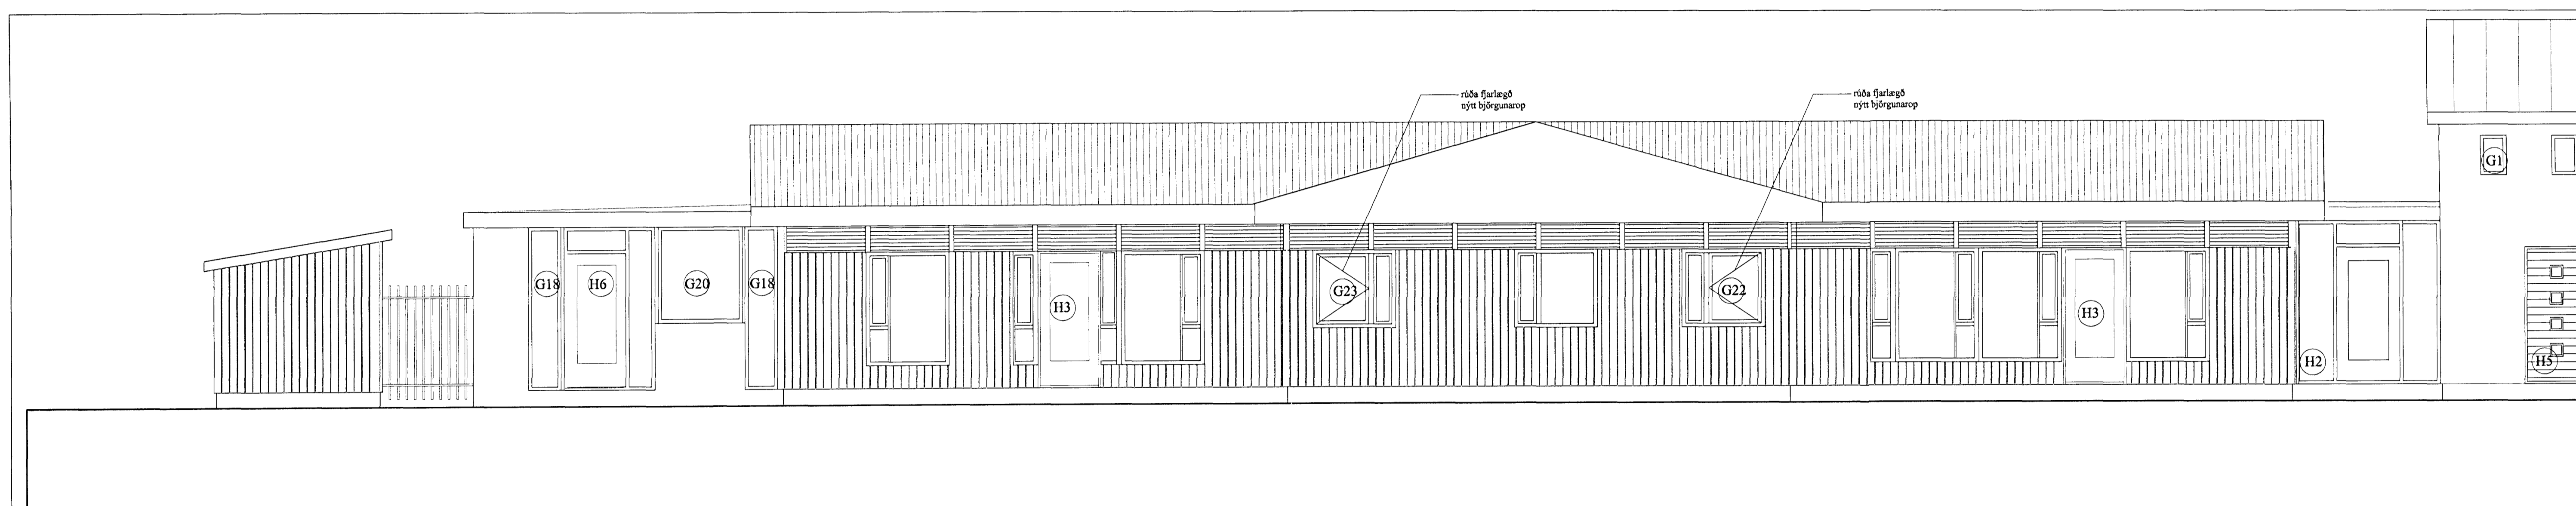 rúða fjarlægð
nýtt björgunarop
rúða fjarlægð
nýtt björgunarop
G1
G18
H6
G20
G18
H3
G23
G22
H3
H2
H5